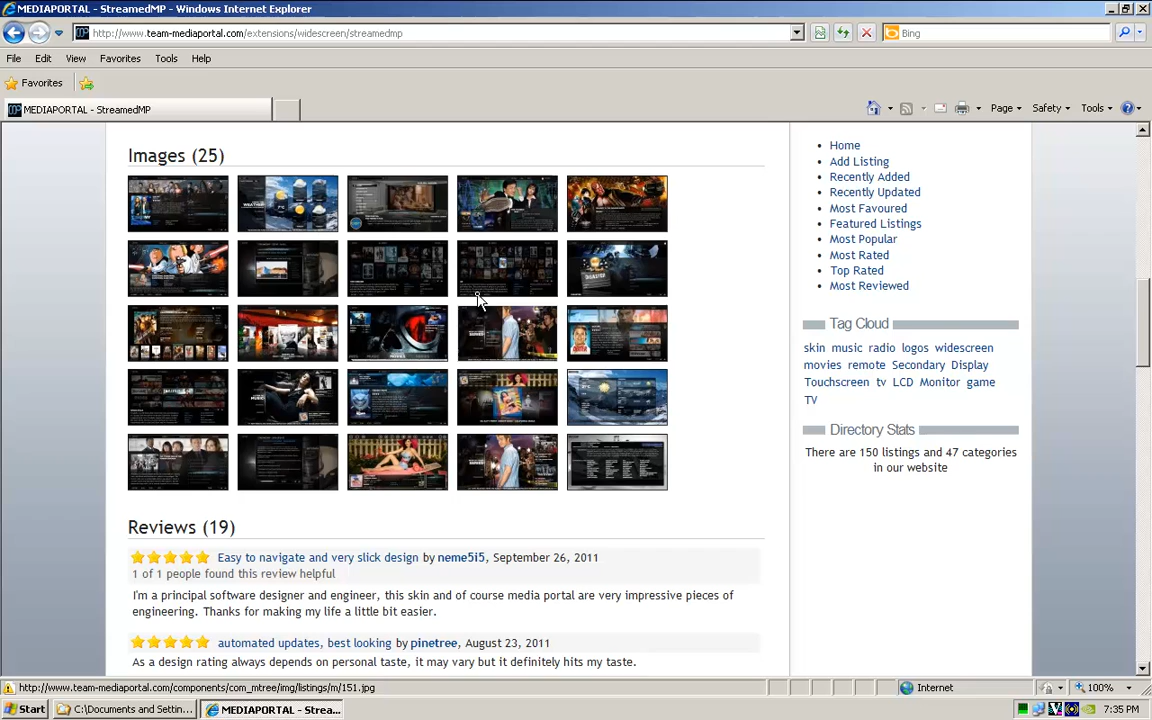 MEDIAPORTAL - StreamedMP - Windows Internet Explorer
http://www.team-mediaportal.com/extensions/widescreen/streamedmp
Bing
File Edit View Favorites Tools Help
Favorites
MEDIAPORTAL - StreamedMP
Page Safety Tools
Images (25)
Home
Add Listing
Recently Added
Recently Updated
Most Favoured
Featured Listings
Most Popular
Most Rated
Top Rated
Most Reviewed
Tag Cloud
skin music radio logos widescreen
movies remote Secondary Display
Touchscreen tv LCD Monitor game
TV
Directory Stats
There are 150 listings and 47 categories
in our website
Reviews (19)
Easy to navigate and very slick design by neme5i5, September 26, 2011
1 of 1 people found this review helpful
I'm a principal software designer and engineer, this skin and of course media portal are very impressive pieces of
engineering. Thanks for making my life a little bit easier.
automated updates, best looking by pinetree, August 23, 2011
As a design rating always depends on personal taste, it may vary but it definitely hits my taste.
http://www.team-mediaportal.com/components/com_mtree/img/listings/m/151.jpg
Internet
100%
Start
C:\Documents and Settin...
MEDIAPORTAL - Strea...
7:35 PM